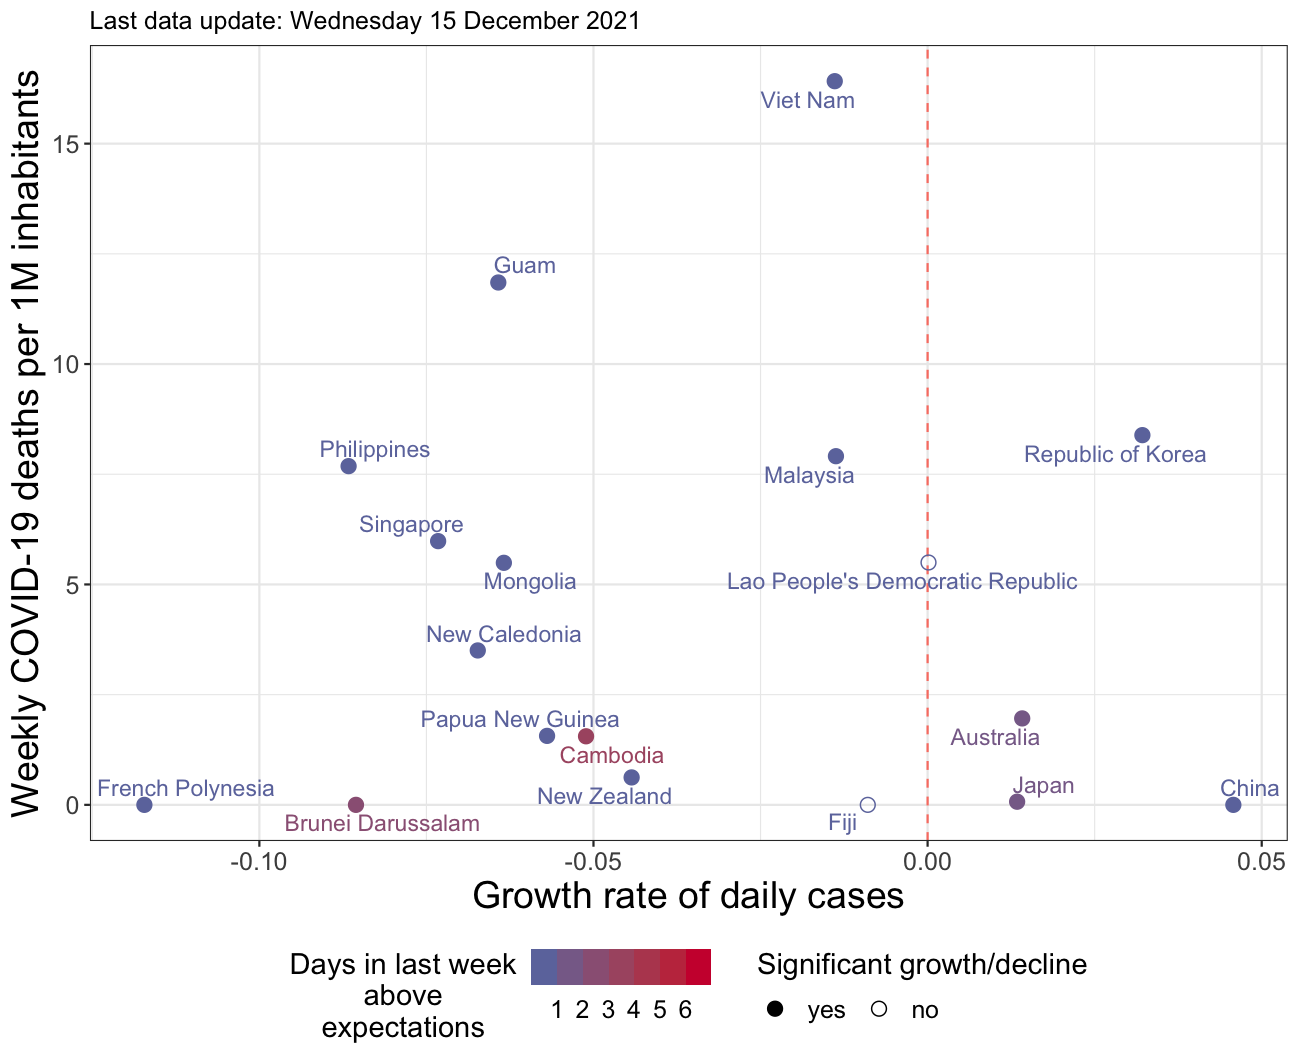 Last data update: Wednesday 15 December 2021
Weekly COVID-19 deaths per 1M inhabitants
15
10
5
0
Viet Nam
Guam
Philippines
Malaysia
Republic of Korea
Singapore
Mongolia
Lao People's Democratic Republic
New Caledonia
Papua New Guinea
Australia
Cambodia
French Polynesia
New Zealand
Japan
China
Brunei Darussalam
Fiji
-0.10 -0.05 0.00 0.05
Growth rate of daily cases
Days in last week
above
expectations
1 2 3 4 5 6
Significant growth/decline
yes no